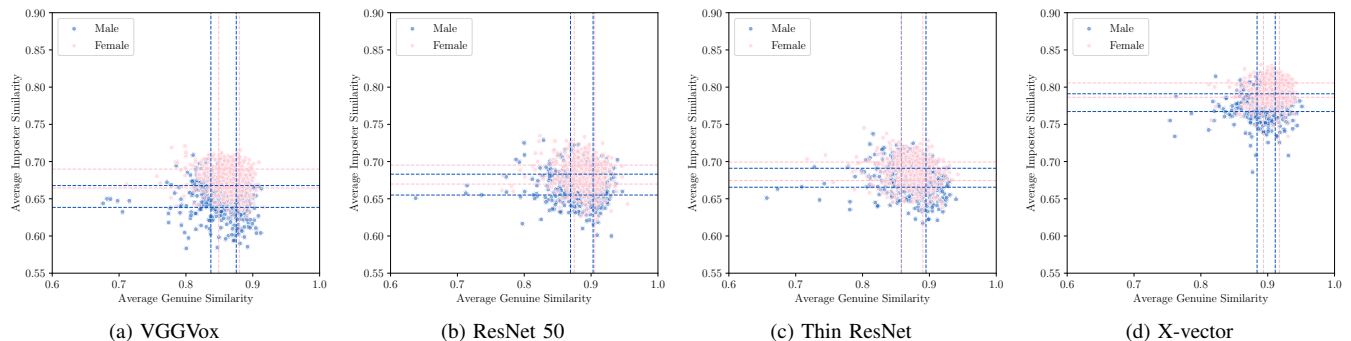 0.90
0.85
0.80
0.75
0.70
0.65
0.60
0.55
Average Imposter Similarity
Male
Female
0.6 0.7 0.8 0.9 1.0
Average Genuine Similarity
(a) VGGVox
0.90
0.85
0.80
0.75
0.70
0.65
0.60
0.55
Average Imposter Similarity
Male
Female
0.6 0.7 0.8 0.9 1.0
Average Genuine Similarity
(b) ResNet 50
0.90
0.85
0.80
0.75
0.70
0.65
0.60
0.55
Average Imposter Similarity
Male
Female
0.6 0.7 0.8 0.9 1.0
Average Genuine Similarity
(c) Thin ResNet
0.90
0.85
0.80
0.75
0.70
0.65
0.60
0.55
Average Imposter Similarity
Male
Female
0.6 0.7 0.8 0.9 1.0
Average Genuine Similarity
(d) X-vector